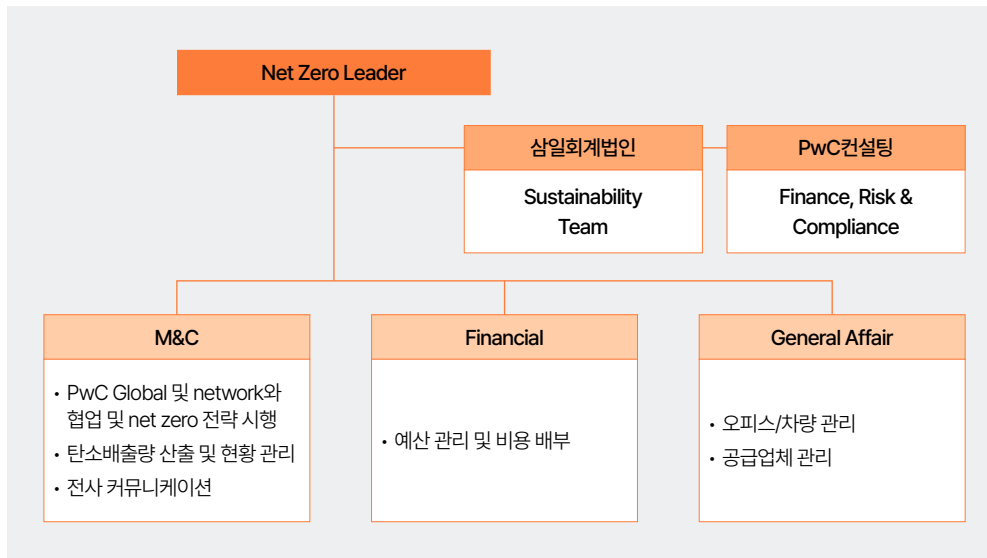 Net Zero Leader
삼일회계법인
Sustainability
Team
PwC컨설팅
Finance, Risk &
Compliance
M&C
• PwC Global 및 network와
협업 및 net zero 전략 시행
• 탄소배출량 산출 및 현황 관리
• 전사 커뮤니케이션
Financial
• 예산 관리 및 비용 배부
General Affair
• 오피스/차량 관리
• 공급업체 관리